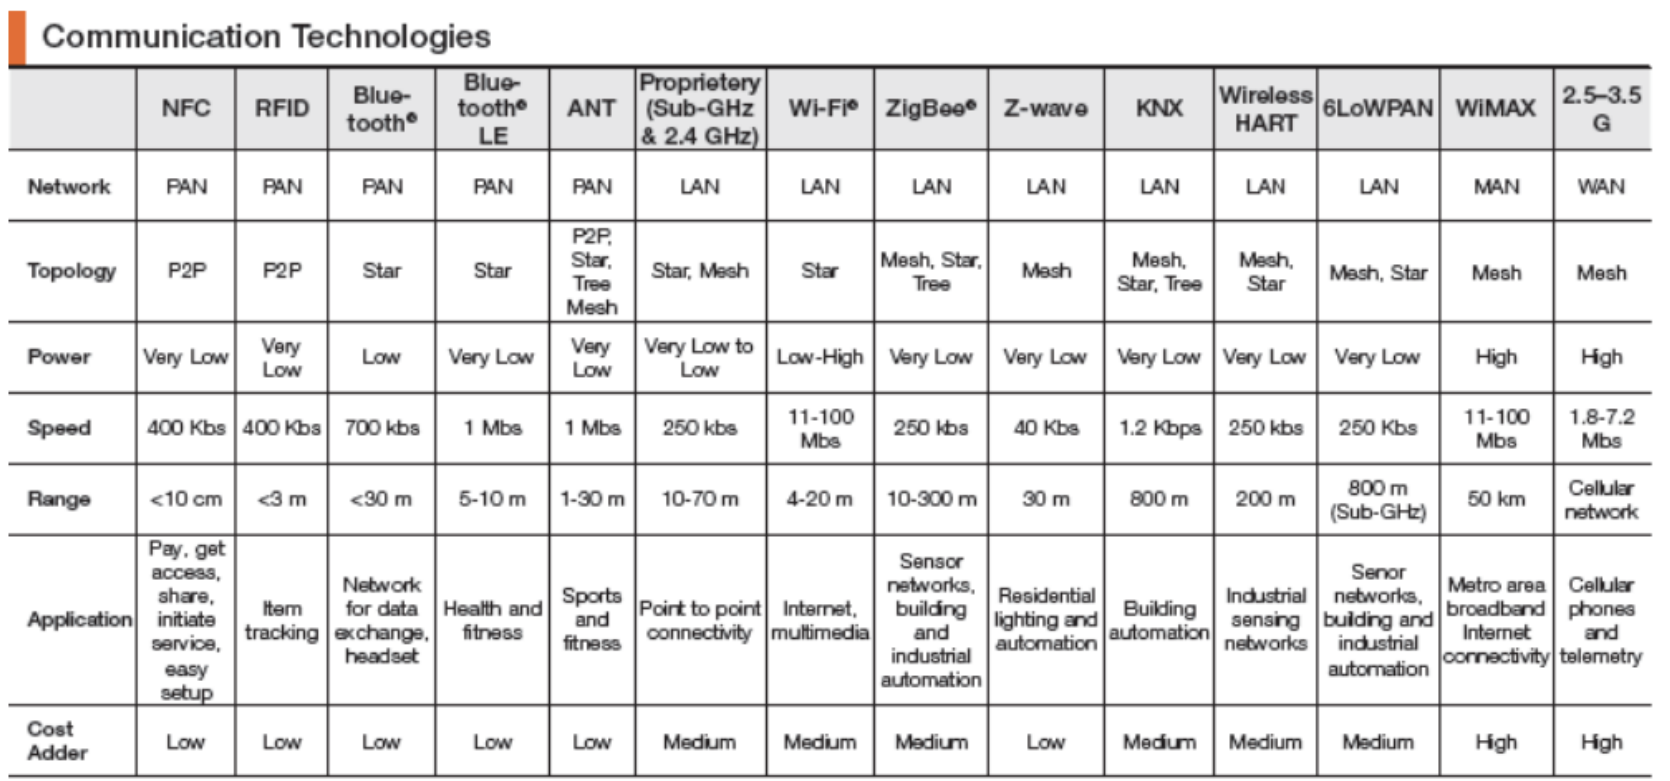 Communication Technologies
NFC RFID Blue- tooth® Blue- tooth® LE ANT Proprietery (Sub-GHz & 2.4 GHz) Wi-Fi® ZigBee® Z-wave KNX Wireless HART 6LoWPAN WiMAX 2.5–3.5 G
Network PAN PAN PAN PAN PAN LAN LAN LAN LAN LAN LAN LAN MAN WAN
Topology P2P P2P Star Star P2P, Star, Tree Mesh Star, Mesh Star Mesh, Star, Tree Mesh Mesh, Star, Tree Mesh, Star Mesh, Star Mesh Mesh
Power Very Low Very Low Low Very Low Very Low Very Low to Low Low-High Very Low Very Low Very Low Very Low Very Low High High
Speed 400 Kbs 400 Kbs 700 kbs 1 Mbs 1 Mbs 250 kbs 11-100 Mbs 250 kbs 40 Kbs 1.2 Kbps 250 kbs 250 Kbs 11-100 Mbs 1.8-7.2 Mbs
Range <10 cm <3 m <30 m 5-10 m 1-30 m 10-70 m 4-20 m 10-300 m 30 m 800 m 200 m 800 m (Sub-GHz) 50 km Cellular network
Application Pay, get access, share, initiate service, easy setup Item tracking Network for data exchange, headset Health and fitness Sports and fitness Point to point connectivity Internet, multimedia Sensor networks, building and industrial automation Residential lighting and automation Building automation Industrial sensing networks Senor networks, building and industrial automation Metro area broadband Internet connectivity Cellular phones and telemetry
Cost Adder Low Low Low Low Low Medium Medium Medium Low Medium Medium Medium High High